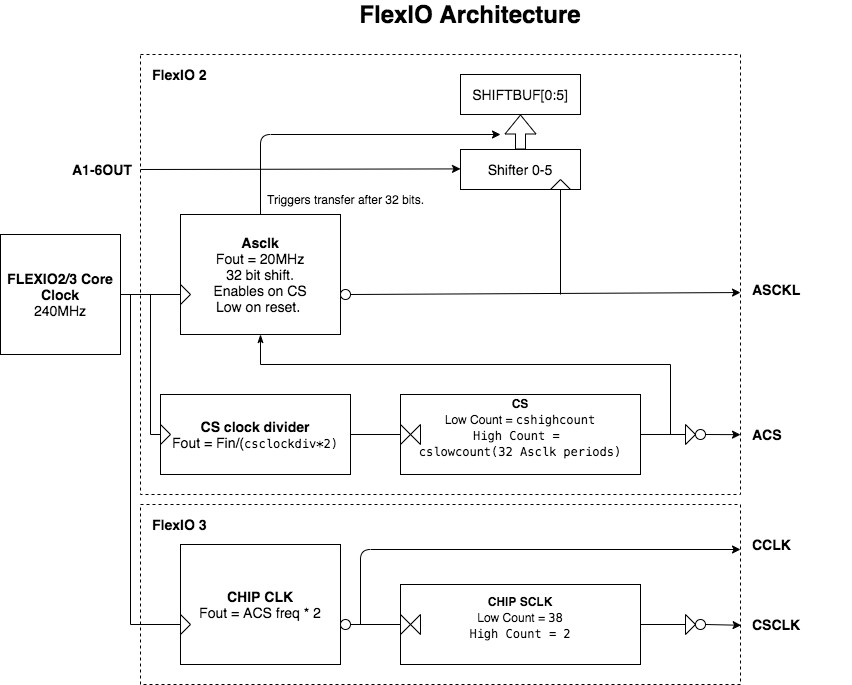 FlexIO Architecture
FlexIO 2
SHIFTBUF[0:5]
A1-6OUT
Shifter 0-5
Triggers transfer after 32 bits.
FLEXIO2/3 Core
Clock
240MHz
Asclk
Fout = 20MHz
32 bit shift.
Enables on CS
Low on reset.
ASCKL
CS clock divider
Fout = Fin/(csclockdiv*2)
CS
Low Count = cshighcount
High Count =
cslowcount(32 Asclk periods)
ACS
FlexIO 3
CCLK
CHIP CLK
Fout = ACS freq * 2
CHIP SCLK
Low Count = 38
High Count = 2
CSCLK